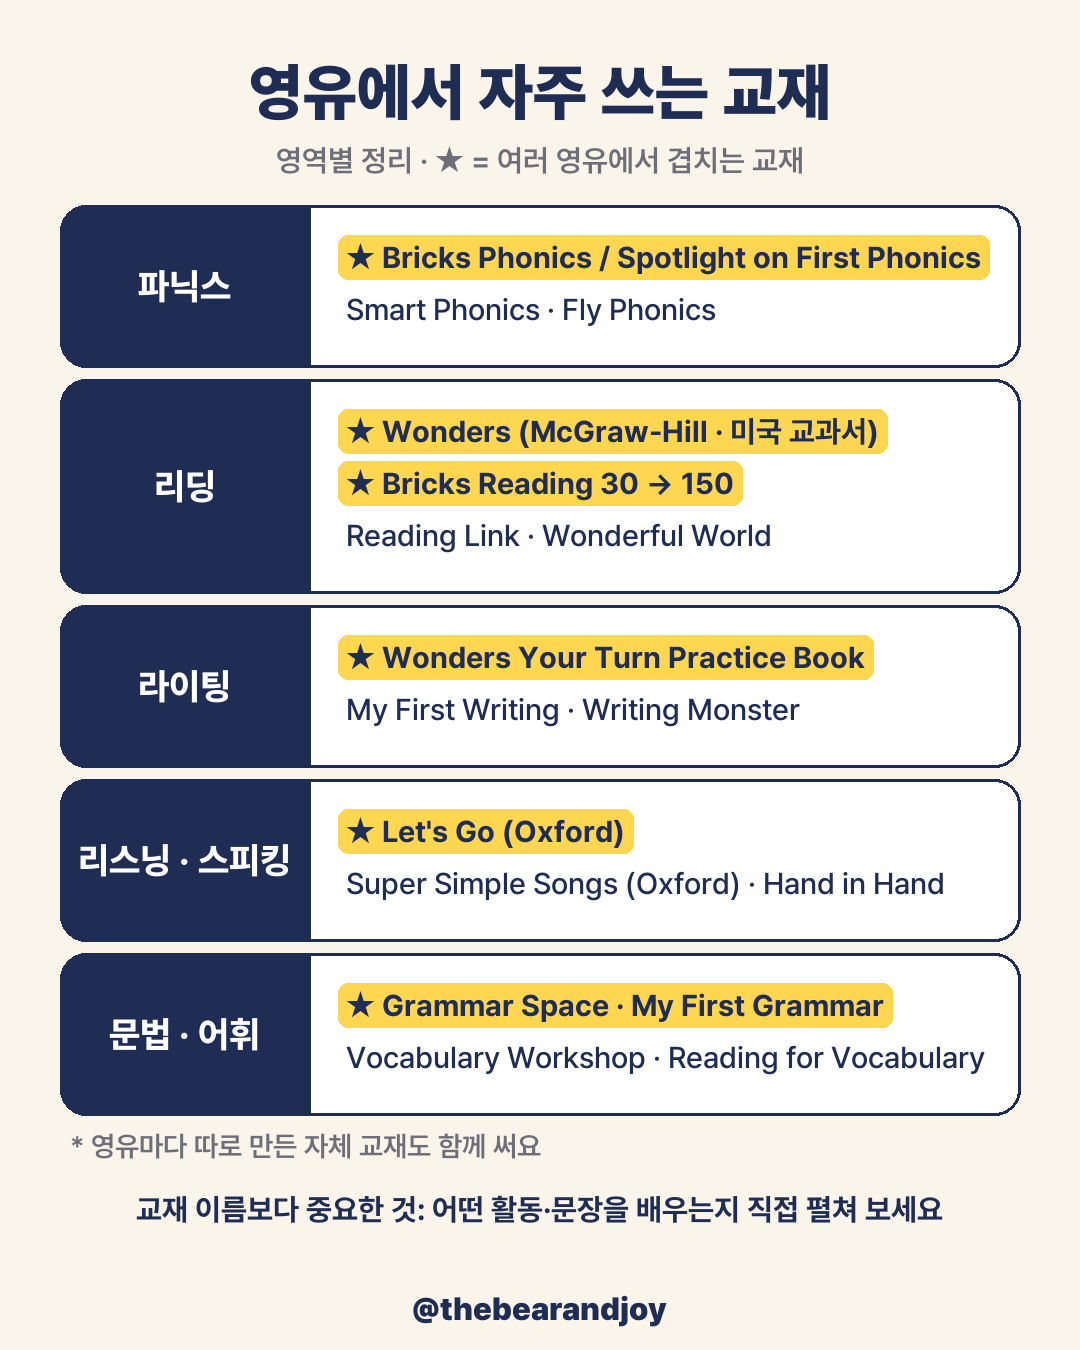 영유에서 자주 쓰는 교재
영역별 정리 · ★ = 여러 영유에서 겹치는 교재
파닉스
★ Bricks Phonics / Spotlight on First Phonics
Smart Phonics · Fly Phonics
리딩
★ Wonders (McGraw-Hill · 미국 교과서)
★ Bricks Reading 30 → 150
Reading Link · Wonderful World
라이팅
★ Wonders Your Turn Practice Book
My First Writing · Writing Monster
리스닝 · 스피킹
★ Let's Go (Oxford)
Super Simple Songs (Oxford) · Hand in Hand
문법 · 어휘
★ Grammar Space · My First Grammar
Vocabulary Workshop · Reading for Vocabulary
* 영유마다 따로 만든 자체 교재도 함께 써요
교재 이름보다 중요한 것: 어떤 활동·문장을 배우는지 직접 펼쳐 보세요
@thebearandjoy